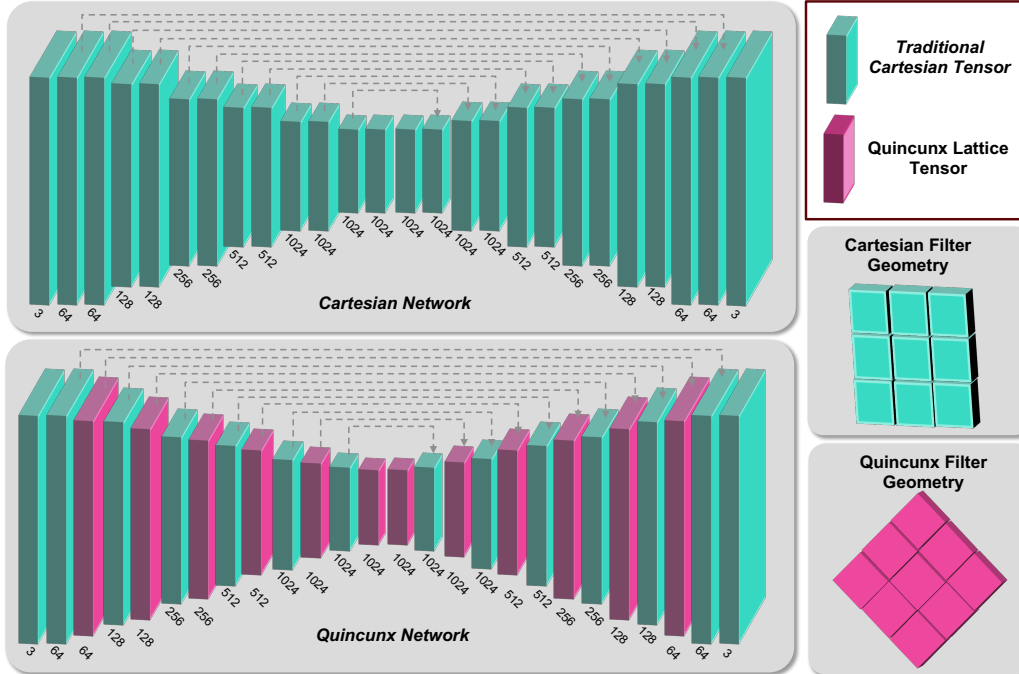 3 64 64 128 128 256 256 512 512 1024 1024 1024 1024 1024 1024 1024 1024 512 512 256 256 128 128 64 64 3
Cartesian Network
3 64 64 128 128 256 256 512 512 1024 1024 1024 1024 1024 1024 1024 1024 512 512 256 256 128 128 64 64 3
Quincunx Network
Traditional
Cartesian Tensor
Quincunx Lattice
Tensor
Cartesian Filter
Geometry
Quincunx Filter
Geometry